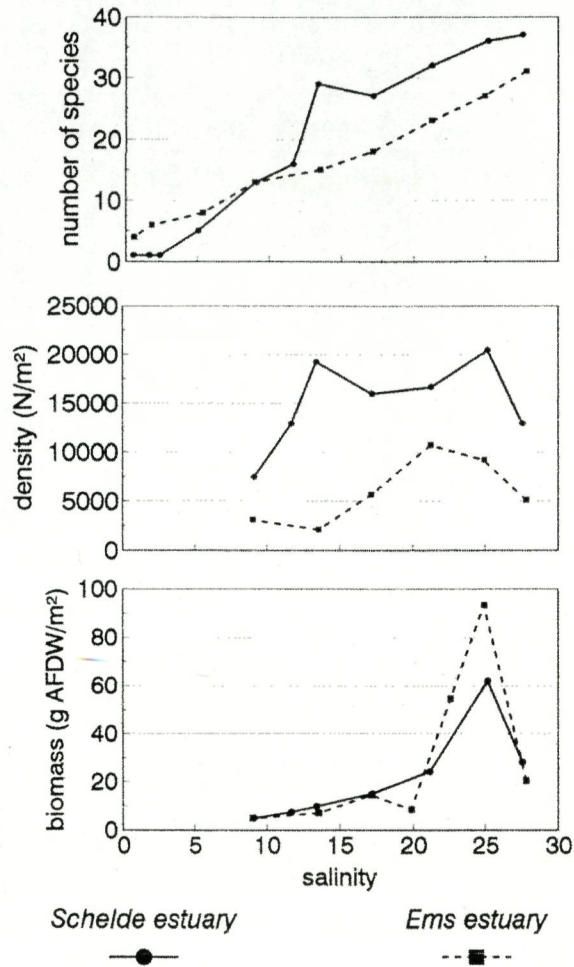 40
30
20
10
0
number of species
25000
20000
15000
10000
5000
0
density (N/m²)
100
80
60
40
20
0
biomass (g AFDW/m²)
0 5 10 15 20 25 30
salinity
Schelde estuary Ems estuary